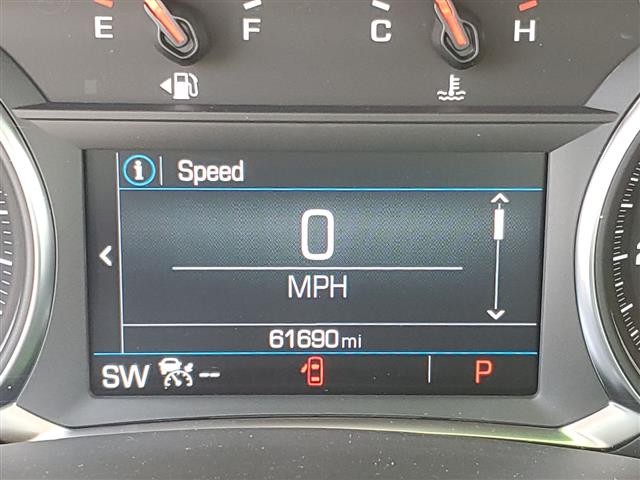 E F C H
i Speed
0
MPH
61690 mi
SW -- P